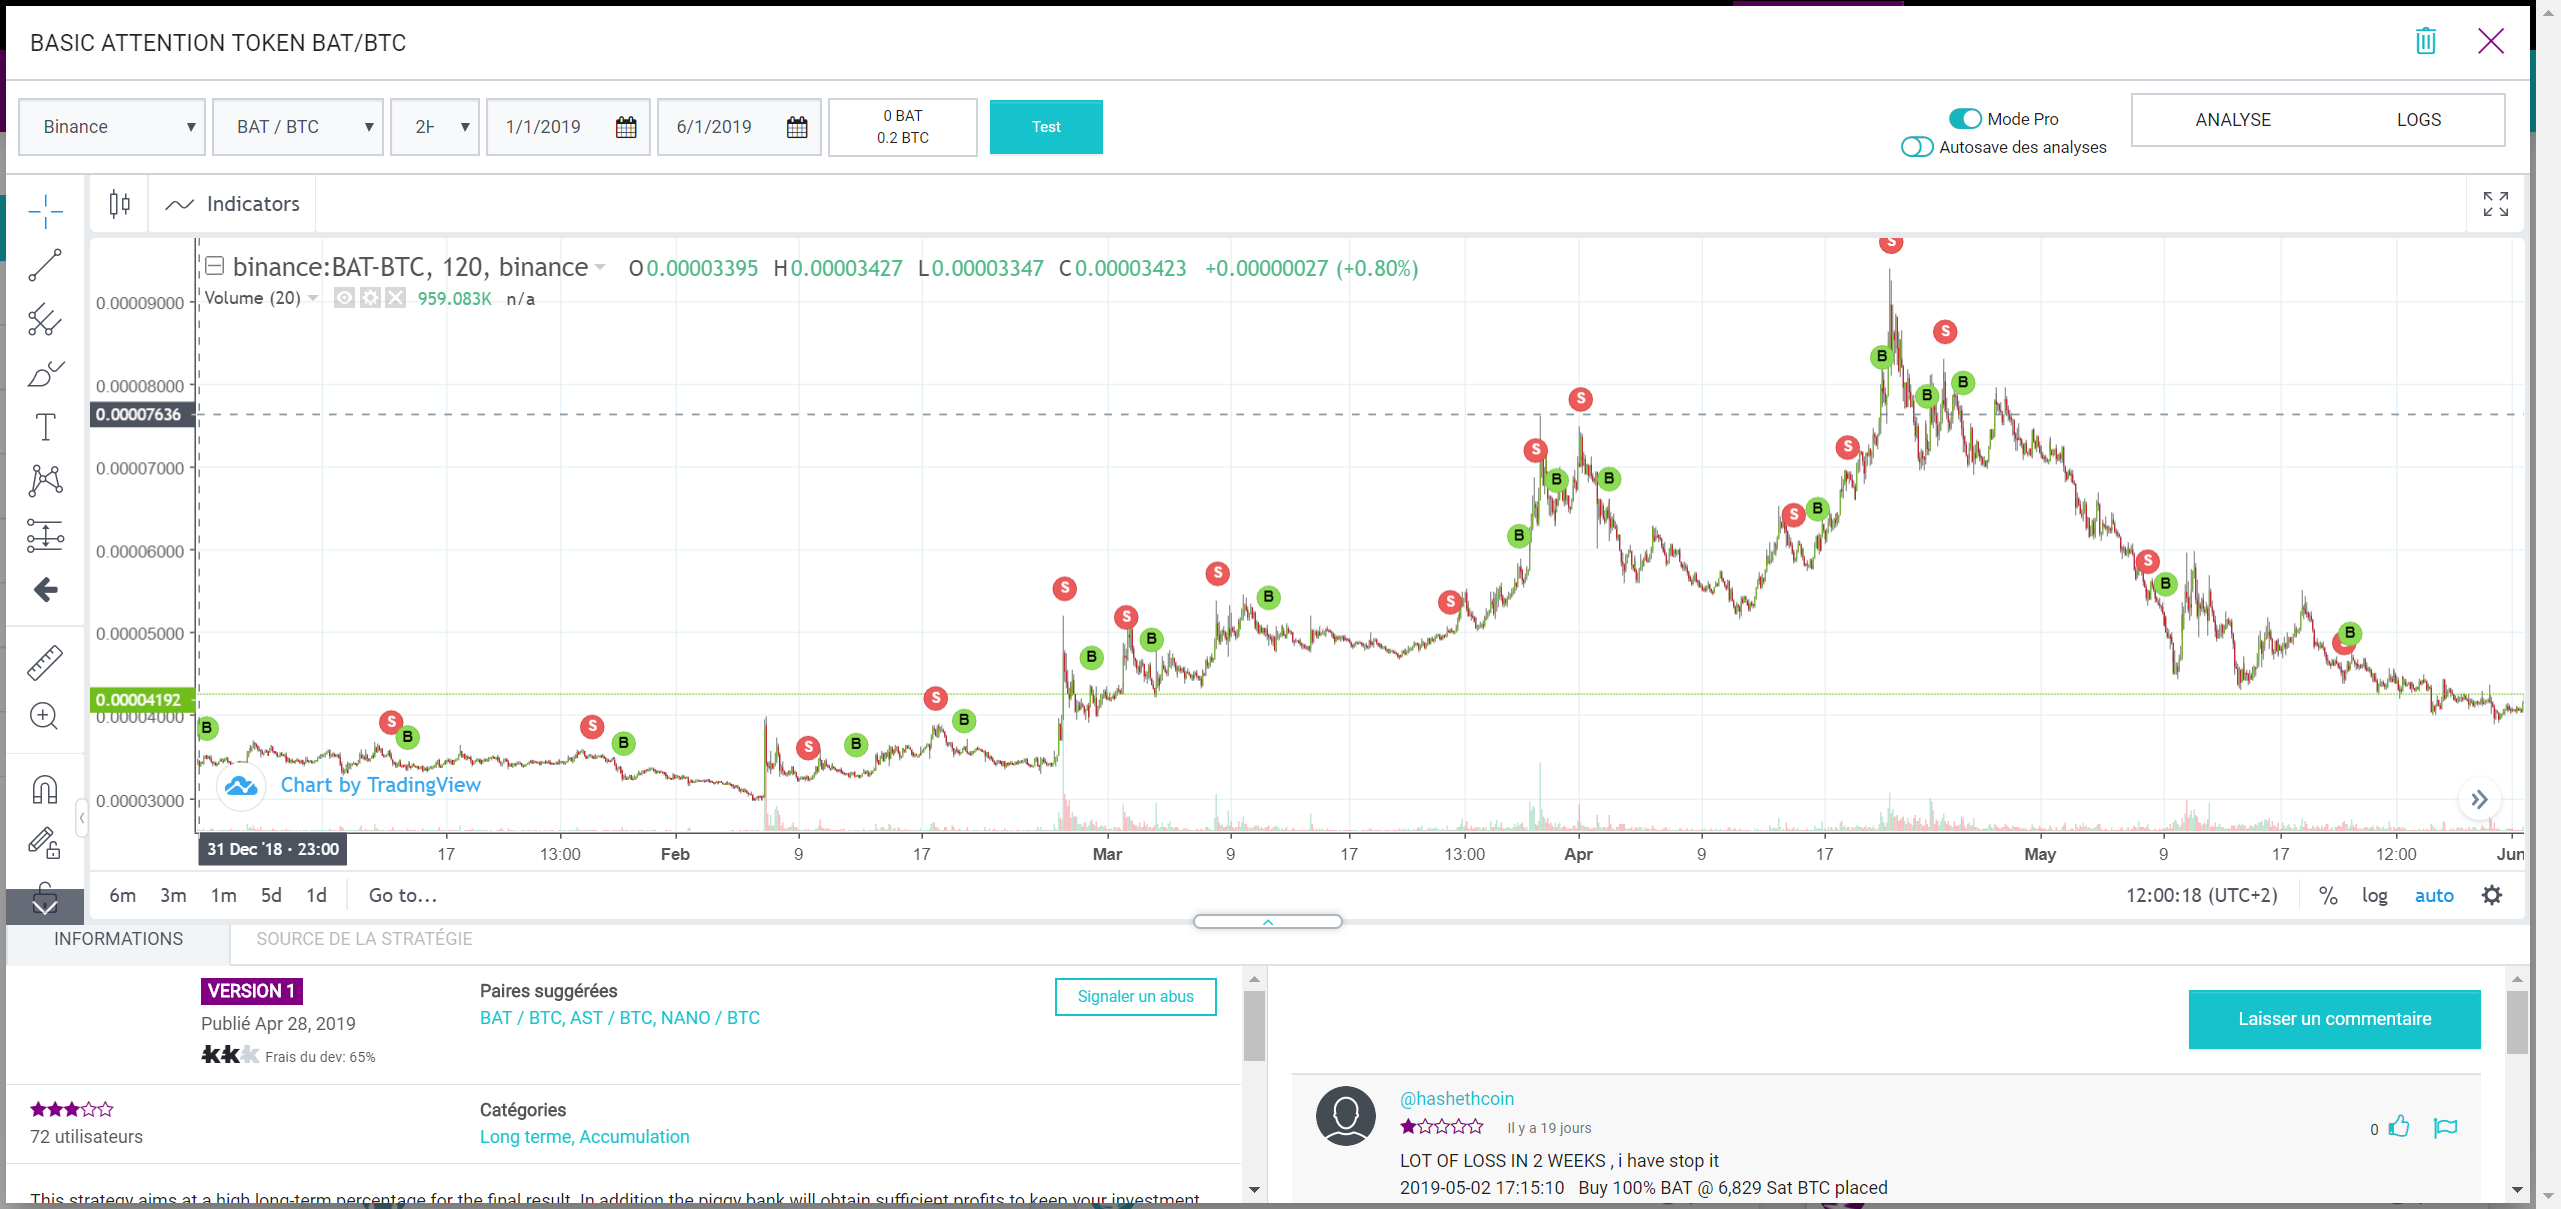 BASIC ATTENTION TOKEN BAT/BTC
Binance
BAT / BTC
1/1/2019
6/1/2019
0 BAT
0.2 BTC
Test
Mode Pro
Autosave des analyses
ANALYSE
LOGS
Indicators
binance:BAT-BTC, 120, binance O0.00003395 H0.00003427 L0.00003347 C0.00003423 +0.00000027 (+0.80%)
Volume (20) 959.083K n/a
0.00009000
0.00008000
0.00007636
0.00007000
0.00006000
0.00005000
0.00004192
0.00004000
0.00003000
S
S
B
B
B
S
S
S
S
B
B
B
B
S
B
S
S
S
B
S
B
S
B
B
S
B
S
S
B
B
S
B
S
B
Chart by TradingView
31 Dec '18 - 23:00
17 13:00 Feb 9 17 Mar 9 17 13:00 Apr 9 17 May 9 17 12:00 Jun
6m 3m 1m 5d 1d Go to...
12:00:18 (UTC+2) % log auto
INFORMATIONS
SOURCE DE LA STRATÉGIE
VERSION 1
Publié Apr 28, 2019
Frais du dev: 65%
Paires suggérées
BAT / BTC, AST / BTC, NANO / BTC
Signaler un abus
72 utilisateurs
Catégories
Long terme, Accumulation
This strategy aims at a high long-term percentage for the final result. In addition the piggy bank will obtain sufficient profits to keep your investment
Laisser un commentaire
@hashethcoin
Il y a 19 jours
0
LOT OF LOSS IN 2 WEEKS , i have stop it
2019-05-02 17:15:10 Buy 100% BAT @ 6,829 Sat BTC placed